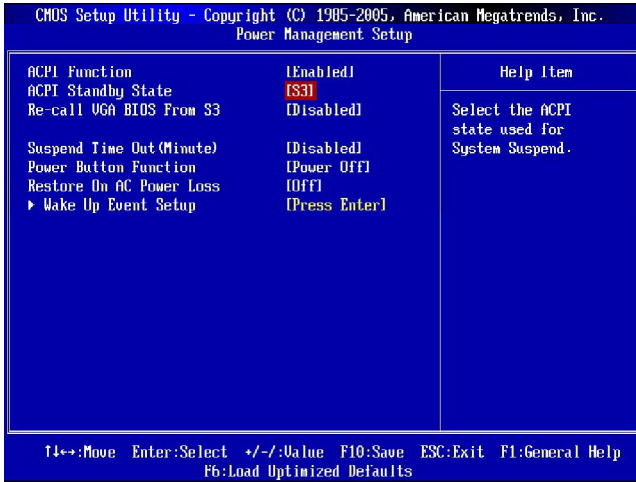 CMOS Setup Utility - Copyright (C) 1985-2005, American Megatrends, Inc.
Power Management Setup
ACPI Function [Enabled]
ACPI Standby State [S3]
Re-call VGA BIOS From S3 [Disabled]
Suspend Time Out(Minute) [Disabled]
Power Button Function [Power Off]
Restore On AC Power Loss [Off]
▶ Wake Up Event Setup [Press Enter]
Help Item
Select the ACPI
state used for
System Suspend.
↑↓←→:Move Enter:Select +/-/:Value F10:Save ESC:Exit F1:General Help
F6:Load Optimized Defaults